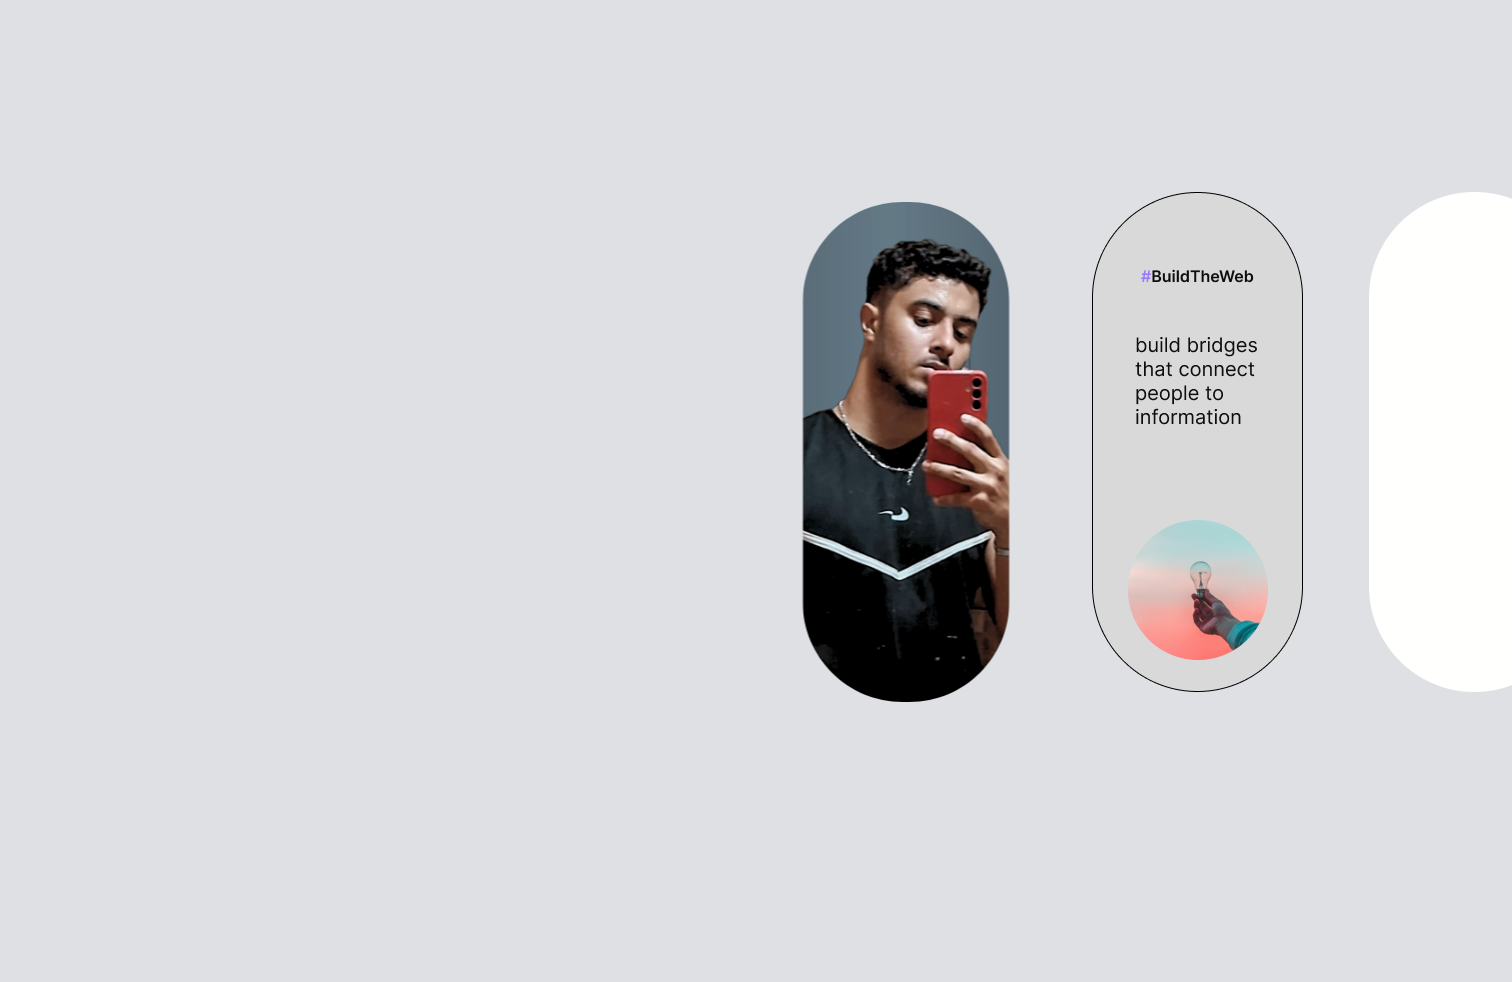 #BuildTheWeb
build bridges
that connect
people to
information